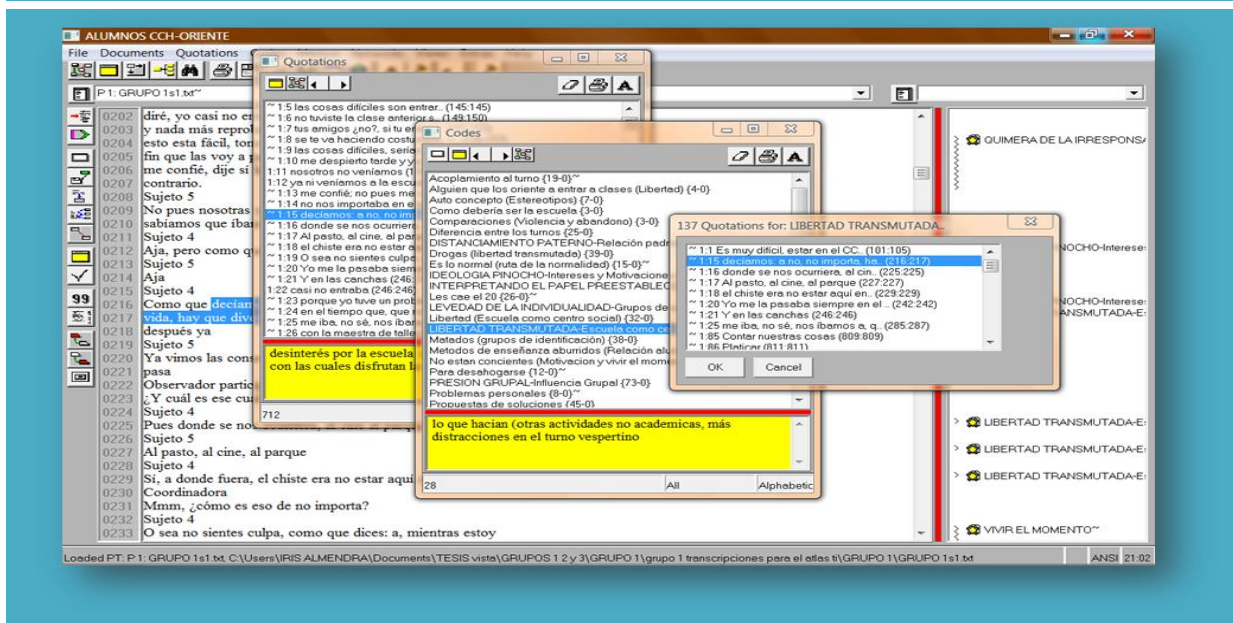 ALUMNOS CCH-ORIENTE
File Documents Quotations
P 1: GRUPO 1s1.txt~
0202 diré, yo casi no en
0203 y nada más reprol
0204 esto esta fácil, ton
0205 fin que las voy a p
0206 me confié, dije sí
0207 contrario.
0208 Sujeto 5
0209 No pues nosotras
0210 sabíamos que íbar
0211 Sujeto 4
0212 Aja, pero como q
0213 Sujeto 5
0214 Aja
0215 Sujeto 4
0216 Como que decían
0217 vida, hay que dive
0218 después ya
0219 Sujeto 5
0220 Ya vimos las cons
0221 pasa
0222 Observador partic
0223 ¿Y cuál es ese cua
0224 Sujeto 4
0225 Pues donde se no
0226 Sujeto 5
0227 Al pasto, al cine, al parque
0228 Sujeto 4
0229 Sí, a donde fuera, el chiste era no estar aquí
0230 Coordinadora
0231 Mmm, ¿cómo es eso de no importa?
0232 Sujeto 4
0233 O sea no sientes culpa, como que dices: a, mientras estoy
Quotations
~ 1:5 las cosas difíciles son entrar.. (145:145)
~ 1:6 no tuviste la clase anterior s.. (149:150)
~ 1:7 tus amigos ¿no?, si tu er
~ 1:8 se te va haciendo costu
~ 1:9 las cosas difíciles, sería
~ 1:10 me despierto tarde y y
1:11 nosotros no veníamos (1
1:12 ya ni veníamos a la escu
~ 1:13 me confié; no pues me
~ 1:14 no nos importaba en e
~ 1:15 decíamos: a no, no im
~ 1:16 donde se nos ocurriera
~ 1:17 Al pasto, al cine, al par
~ 1:18 el chiste era no estar a
~ 1:19 O sea no sientes culpa
~ 1:20 Yo me la pasaba siem
~ 1:21 Y en las canchas (246:
1:22 casi no entraba (246:246)
~ 1:23 porque yo tuve un prob
~ 1:24 en el tiempo que, que r
~ 1:25 me iba, no sé, nos íbar
~ 1:26 con la maestra de talle
desinterés por la escuela
con las cuales disfrutan l
712
Codes
Acoplamiento al turno {19-0}~
Alguien que los oriente a entrar a clases (Libertad) {4-0}
Auto concepto (Estereotipos) {7-0}
Como debería ser la escuela {3-0}
Comparaciones (Violencia y abandono) {3-0}
Diferencia entre los turnos {25-0}
DISTANCIAMIENTO PATERNO-Relación padr
Drogas (libertad transmutada) {39-0}
Es lo normal (ruta de la normalidad) {15-0}~
IDEOLOGIA PINOCHO-Intereses y Motivacione
INTERPRETANDO EL PAPEL PREESTABLEC
Les cae el 20 {26-0}~
LEVEDAD DE LA INDIVIDUALIDAD-Grupos de
Libertad (Escuela como centro social) {32-0}
LIBERTAD TRANSMUTADA-Escuela como ce
Matados (grupos de identificación) {38-0}
Metodos de enseñanza aburridos (Relación alu
No estan concientes (Motivacion y vivir el mome
Para desahogarse {12-0}~
PRESION GRUPAL-Influencia Grupal {73-0}
Problemas personales {8-0}~
Propuestas de soluciones {45-0}
lo que hacian (otras actividades no academicas, más
distracciones en el turno vespertino
28 All Alphabetic
137 Quotations for: LIBERTAD TRANSMUTADA..
~ 1:1 Es muy difícil, estar en el CC.. (101:105)
~ 1:15 decíamos: a no, no importa, ha.. (216:217)
~ 1:16 donde se nos ocurriera, al cin.. (225:225)
~ 1:17 Al pasto, al cine, al parque (227:227)
~ 1:18 el chiste era no estar aquí en.. (229:229)
~ 1:20 Yo me la pasaba siempre en el .. (242:242)
~ 1:21 Y en las canchas (246:246)
~ 1:25 me iba, no sé, nos íbamos a, q.. (285:287)
~ 1:85 Contar nuestras cosas (809:809)
~ 1:86 Platicar (811:811)
OK Cancel
QUIMERA DE LA IRRESPONSA
NOCHO-Interese:
NOCHO-Interese:
ANSMUTADA-E:
LIBERTAD TRANSMUTADA-E:
LIBERTAD TRANSMUTADA-E:
LIBERTAD TRANSMUTADA-E:
VIVIR EL MOMENTO~
Loaded PT: P 1: GRUPO 1s1.txt, C:\Users\IRIS ALMENDRA\Documents\TESIS vista\GRUPOS 1 2 y 3\GRUPO 1\grupo 1 transcripciones para el atlas ti\GRUPO 1\GRUPO 1s1.txt ANSI 21:02